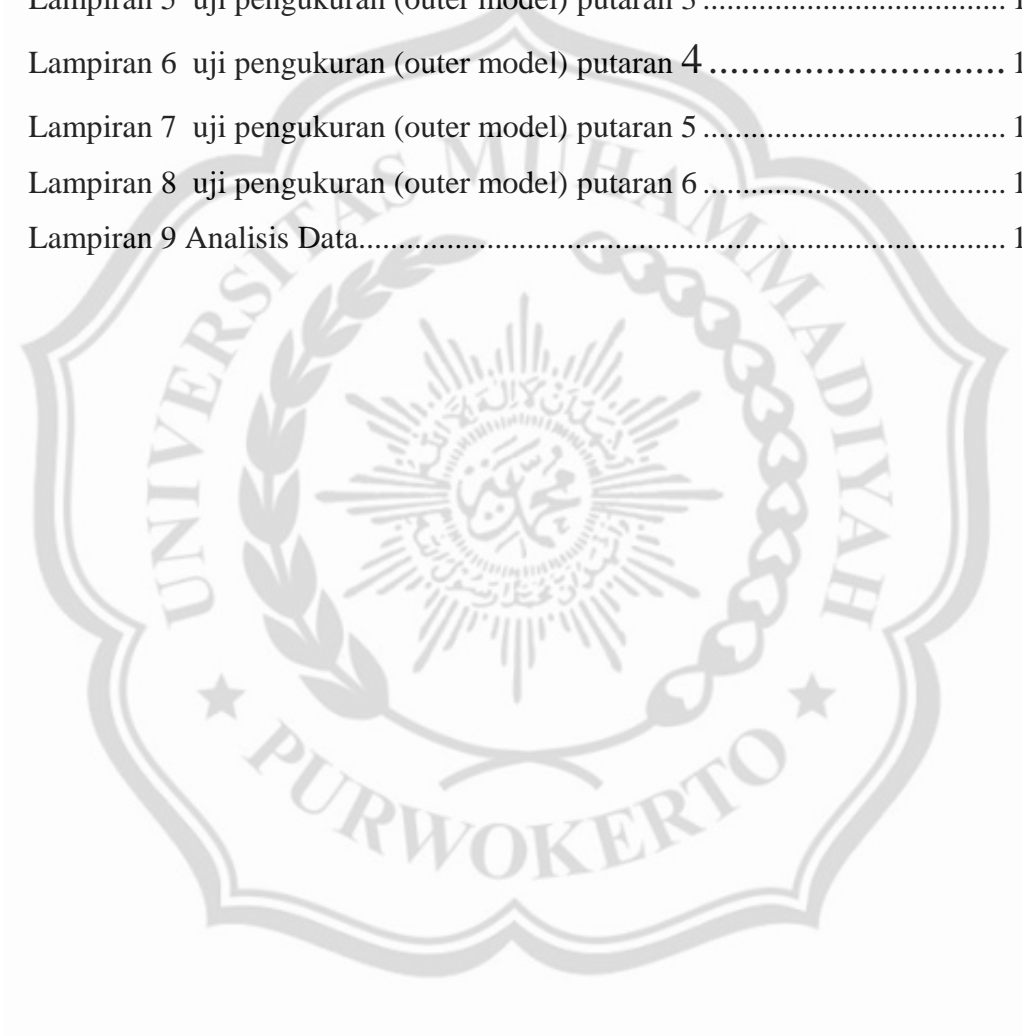 Lampiran 5 uji pengukuran (outer model) putaran 3 ...................................... 1
Lampiran 6 uji pengukuran (outer model) putaran 4 ............................ 1
Lampiran 7 uji pengukuran (outer model) putaran 5 ...................................... 1
Lampiran 8 uji pengukuran (outer model) putaran 6 ...................................... 1
Lampiran 9 Analisis Data.................................................................................. 1
UNIVERSITAS MUHAMMADIYAH
PURWOKERTO